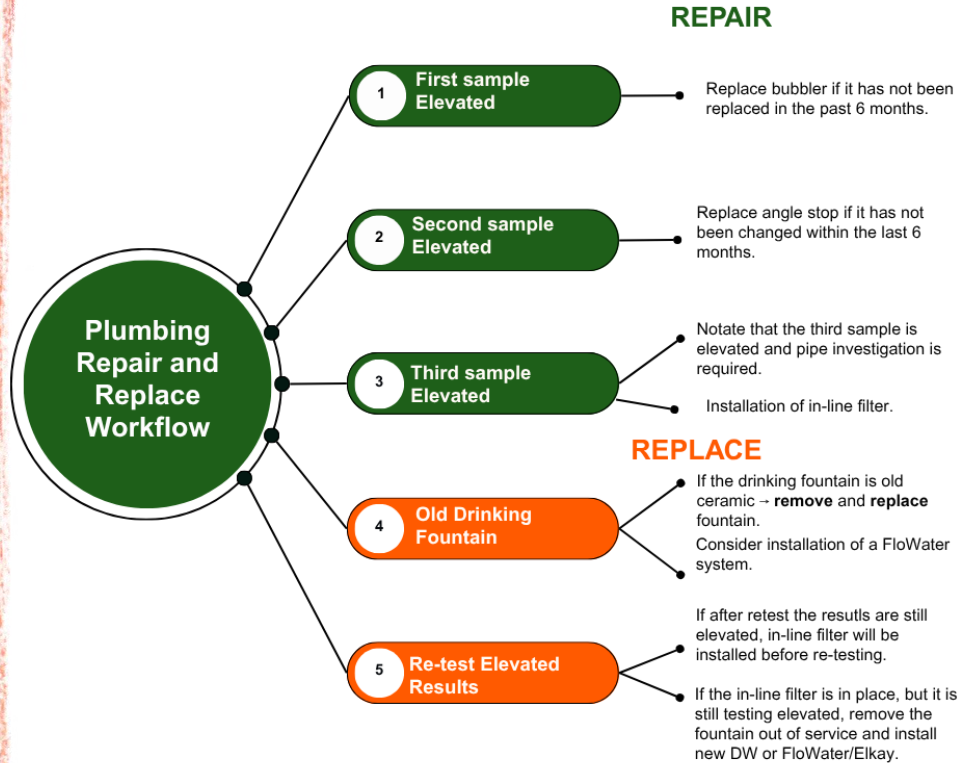 REPAIR
1
First sample
Elevated
Replace bubbler if it has not been
replaced in the past 6 months.
2
Second sample
Elevated
Replace angle stop if it has not
been changed within the last 6
months.
Plumbing
Repair and
Replace
Workflow
3
Third sample
Elevated
Notate that the third sample is
elevated and pipe investigation is
required.
Installation of in-line filter.
REPLACE
4
Old Drinking
Fountain
If the drinking fountain is old
ceramic → remove and replace
fountain.
Consider installation of a FloWater
system.
5
Re-test Elevated
Results
If after retest the resutls are still
elevated, in-line filter will be
installed before re-testing.
If the in-line filter is in place, but it is
still testing elevated, remove the
fountain out of service and install
new DW or FloWater/Elkay.